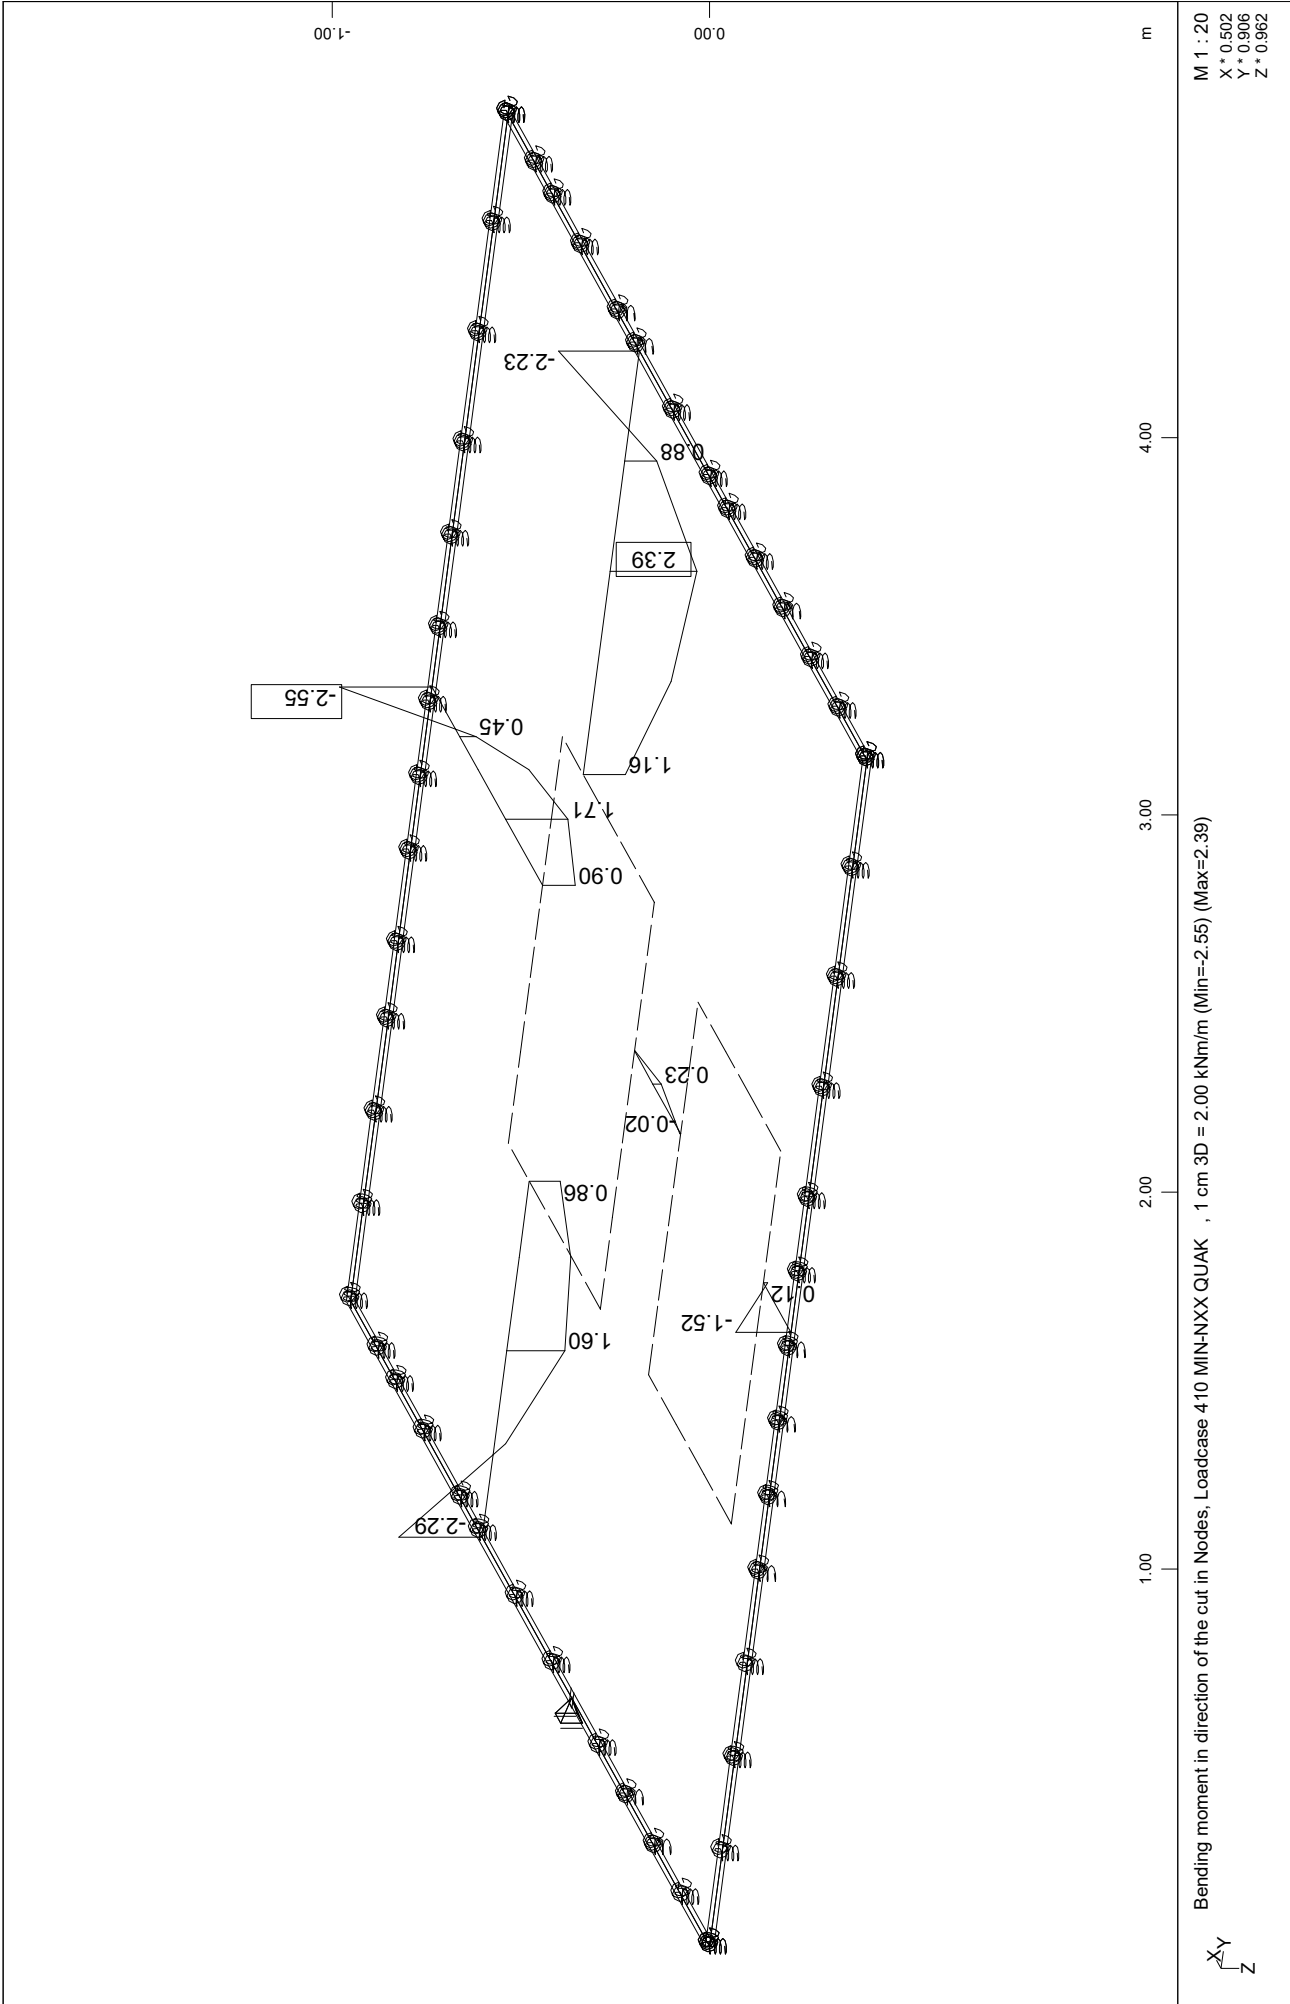 M 1 : 20
X * 0.502
Y * 0.906
Z * 0.962
-1.00
0.00
m
-2.23
0.88
2.39
-2.55
0.45
1.16
1.71
0.90
0.23
-0.02
0.86
0.12
-1.52
1.60
-2.29
4.00
3.00
2.00
1.00
Bending moment in direction of the cut in Nodes, Loadcase 410 MIN-NXX QUAK , 1 cm 3D = 2.00 kNm/m (Min=-2.55) (Max=2.39)
X
Y
Z